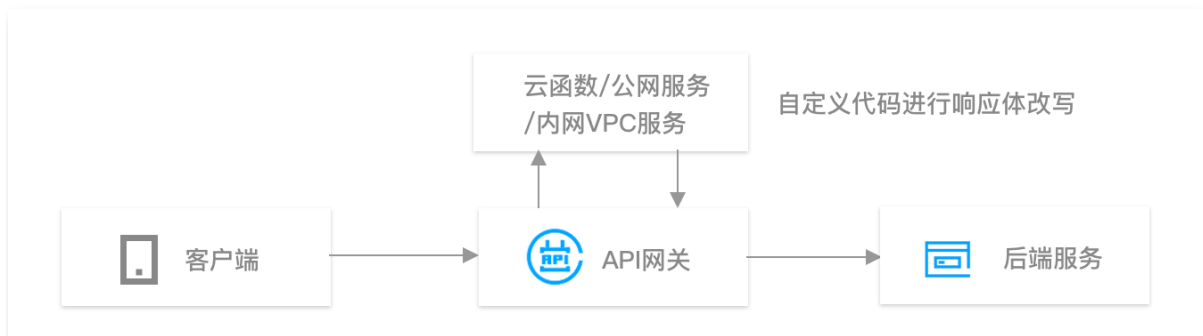 云函数/公网服务
/内网VPC服务
自定义代码进行响应体改写
客户端
API
API网关
后端服务